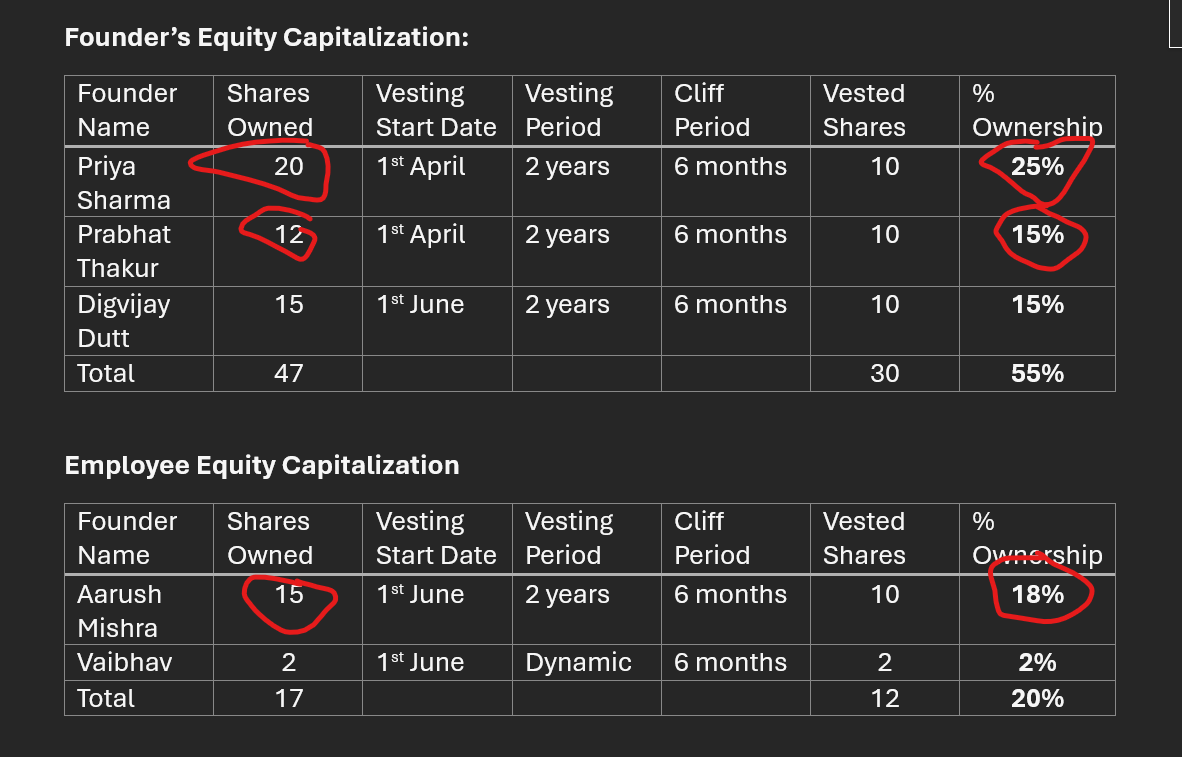 Founder’s Equity Capitalization:
Founder Name Shares Owned Vesting Start Date Vesting Period Cliff Period Vested Shares % Ownership
Priya Sharma 20 1st April 2 years 6 months 10 25%
Prabhat Thakur 12 1st April 2 years 6 months 10 15%
Digvijay Dutt 15 1st June 2 years 6 months 10 15%
Total 47 30 55%
Employee Equity Capitalization
Founder Name Shares Owned Vesting Start Date Vesting Period Cliff Period Vested Shares % Ownership
Aarush Mishra 15 1st June 2 years 6 months 10 18%
Vaibhav 2 1st June Dynamic 6 months 2 2%
Total 17 12 20%